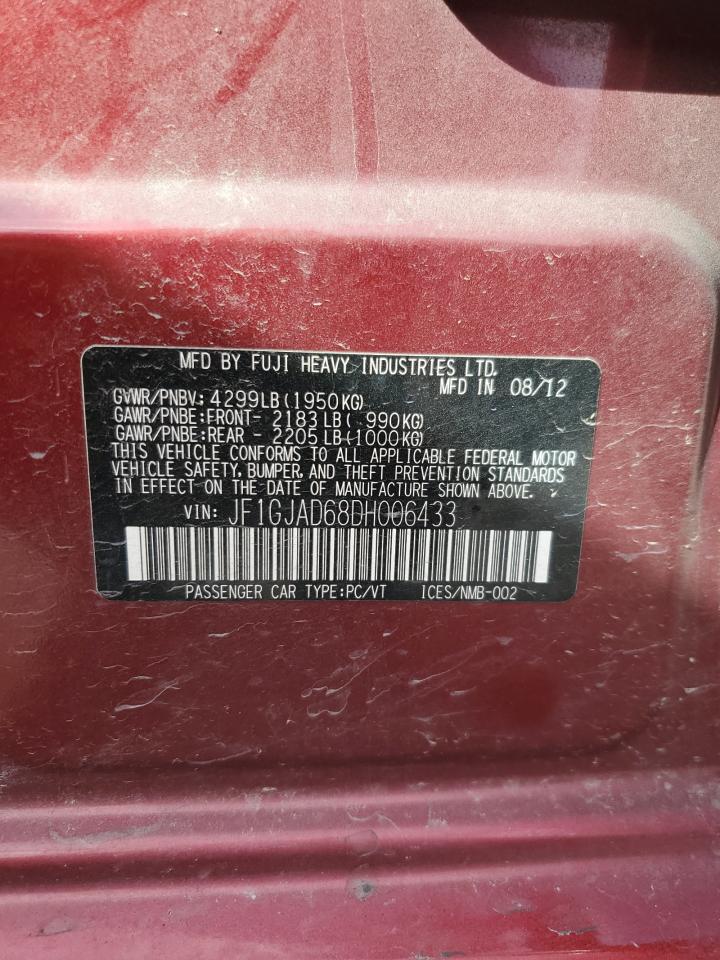 MFD BY FUJI HEAVY INDUSTRIES LTD.
MFD IN 08/12
GVWR/PNBV: 4299LB(1950KG)
GAWR/PNBE:FRONT- 2183LB( 990KG)
GAWR/PNBE:REAR - 2205LB(1000KG)
THIS VEHICLE CONFORMS TO ALL APPLICABLE FEDERAL MOTOR
VEHICLE SAFETY, BUMPER, AND THEFT PREVENTION STANDARDS
IN EFFECT ON THE DATE OF MANUFACTURE SHOWN ABOVE.
VIN: JF1GJAD68DH006433
PASSENGER CAR TYPE:PC/VT ICES/NMB-002